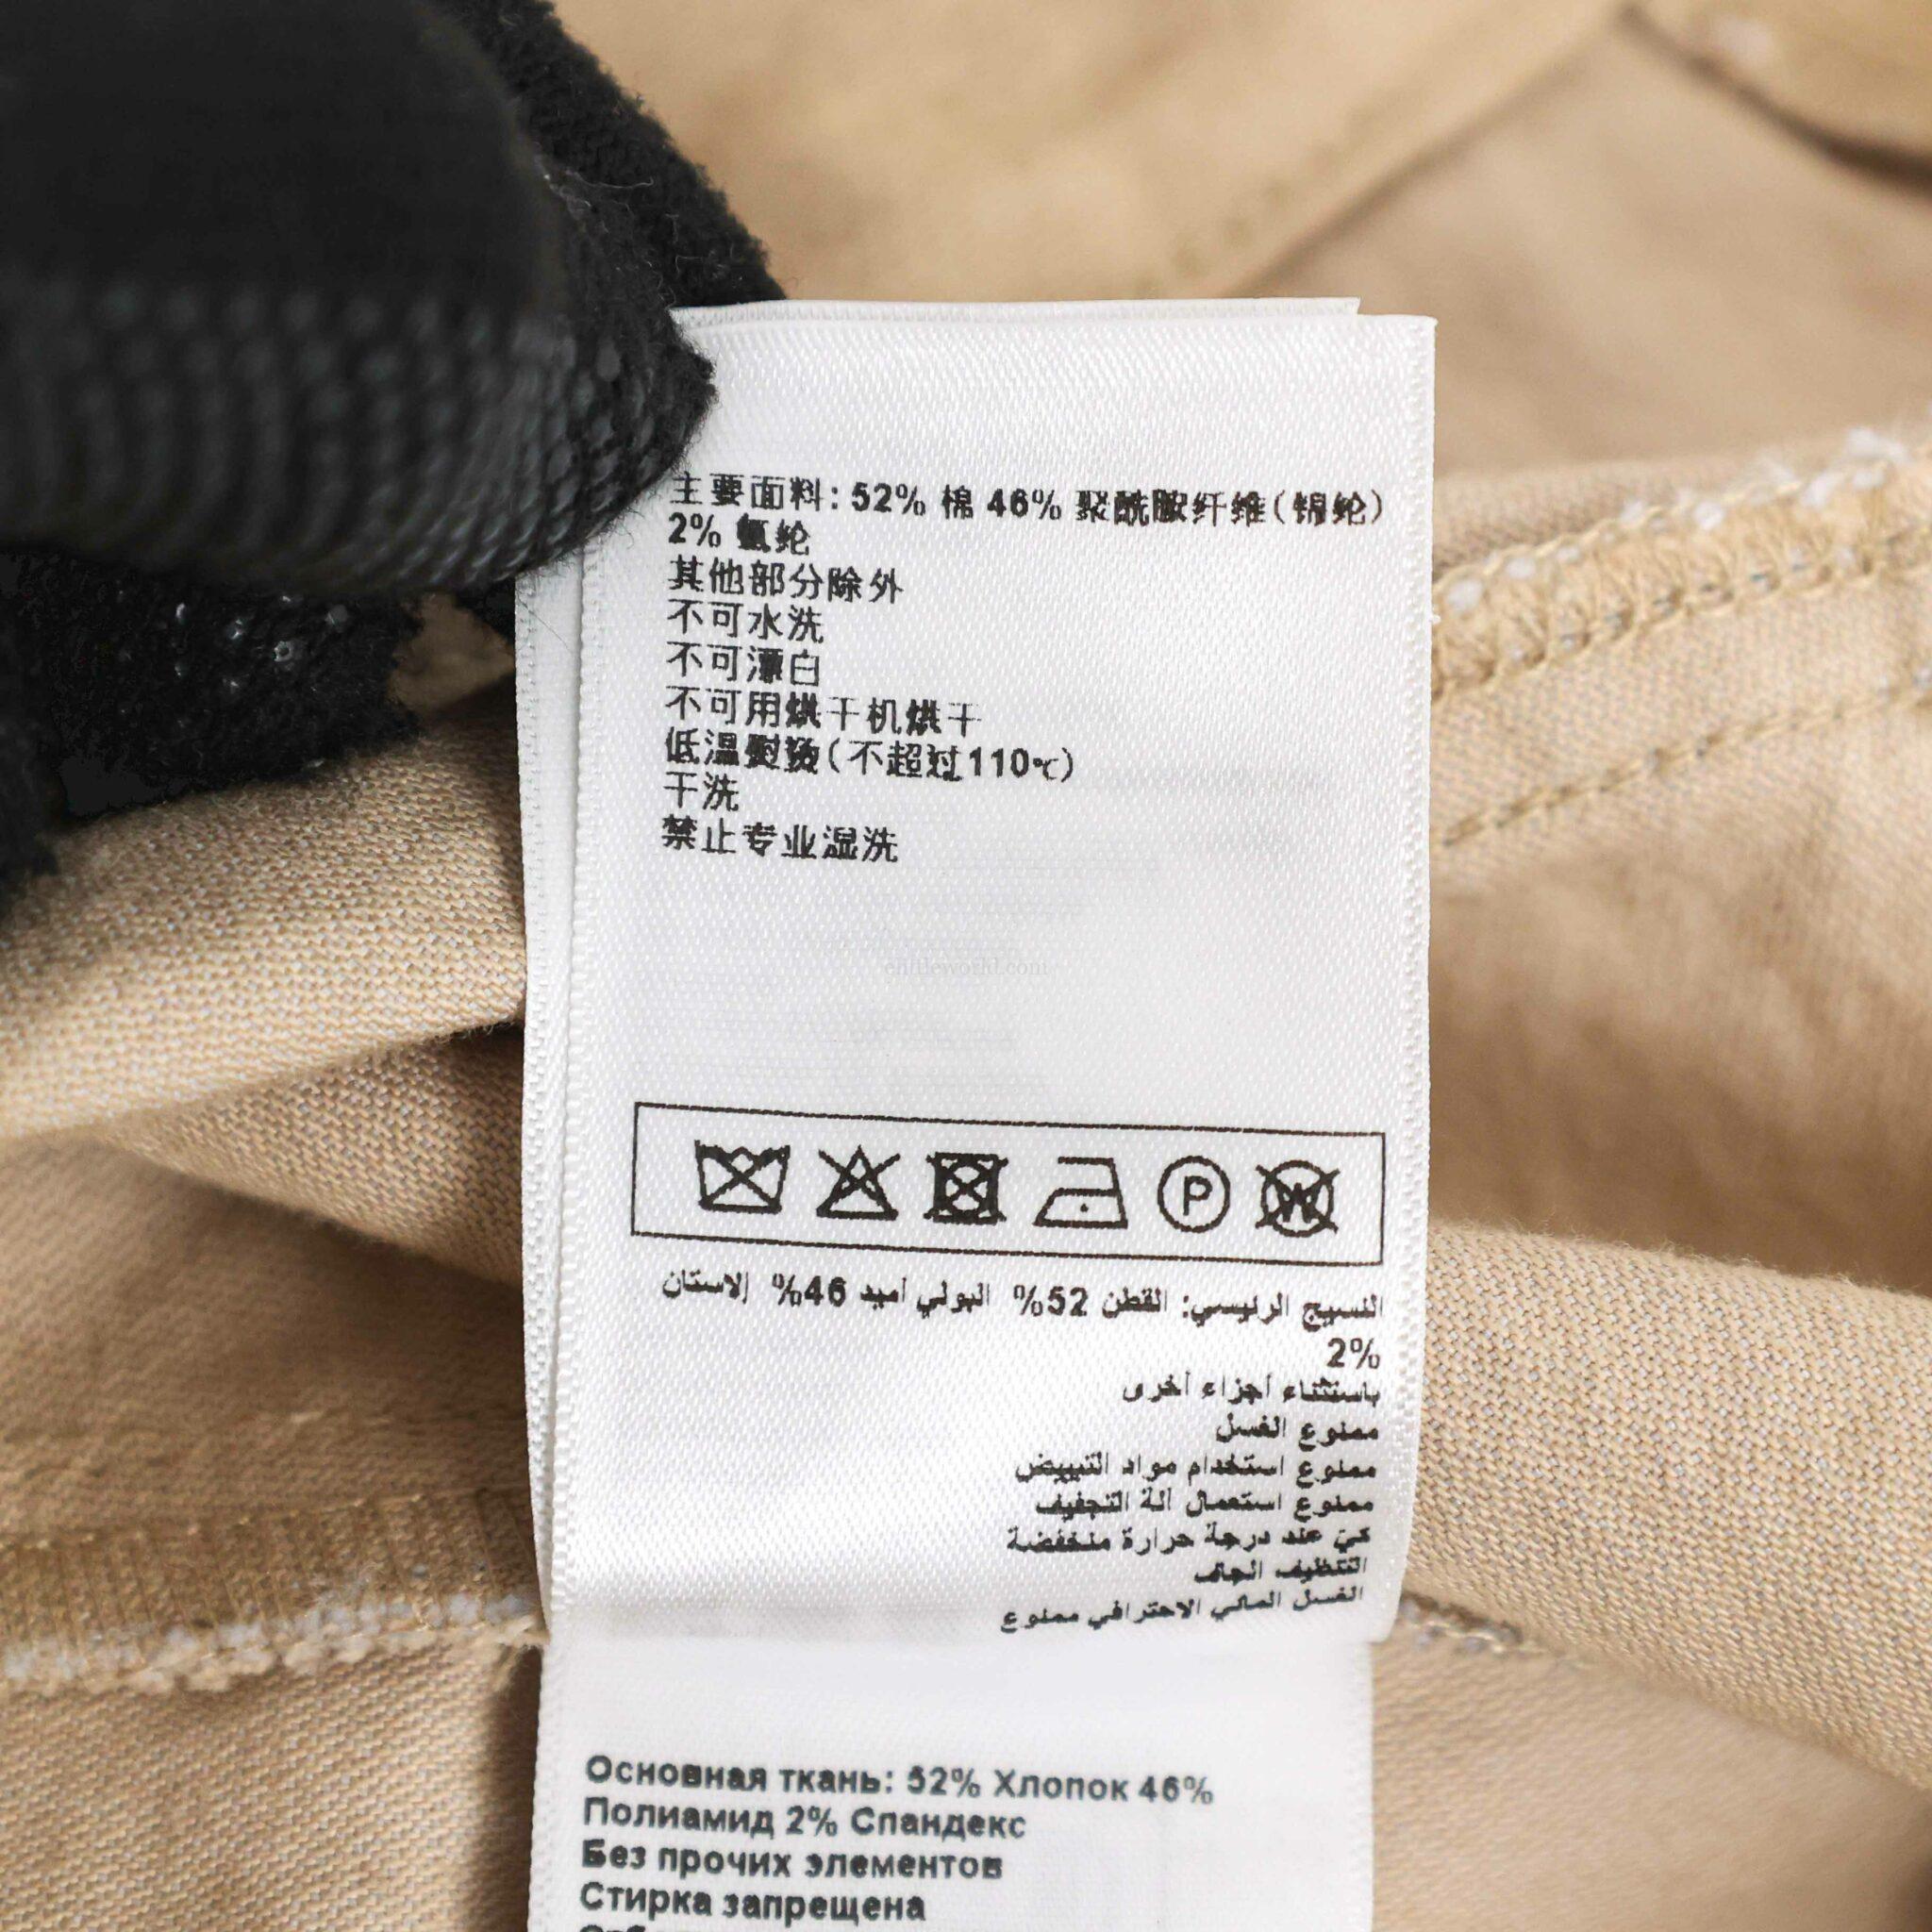 主要面料: 52% 棉 46% 聚酰胺纤维(锦纶)
2% 氨纶
其他部分除外
不可水洗
不可漂白
不可用烘干机烘干
低温熨烫(不超过110℃)
干洗
禁止专业湿洗
P
W
النسيج الرئيسي: القطن 52% البولي أميد 46% إلاستان
2%
باستثناء أجزاء أخرى
ممنوع الغسل
ممنوع استخدام مواد التبييض
ممنوع استعمال آلة التجفيف
كيّ عند درجة حرارة منخفضة
التنظيف الجاف
الغسل المائي الاحترافي ممنوع
Основная ткань: 52% Хлопок 46%
Полиамид 2% Спандекс
Без прочих элементов
Стирка запрещена